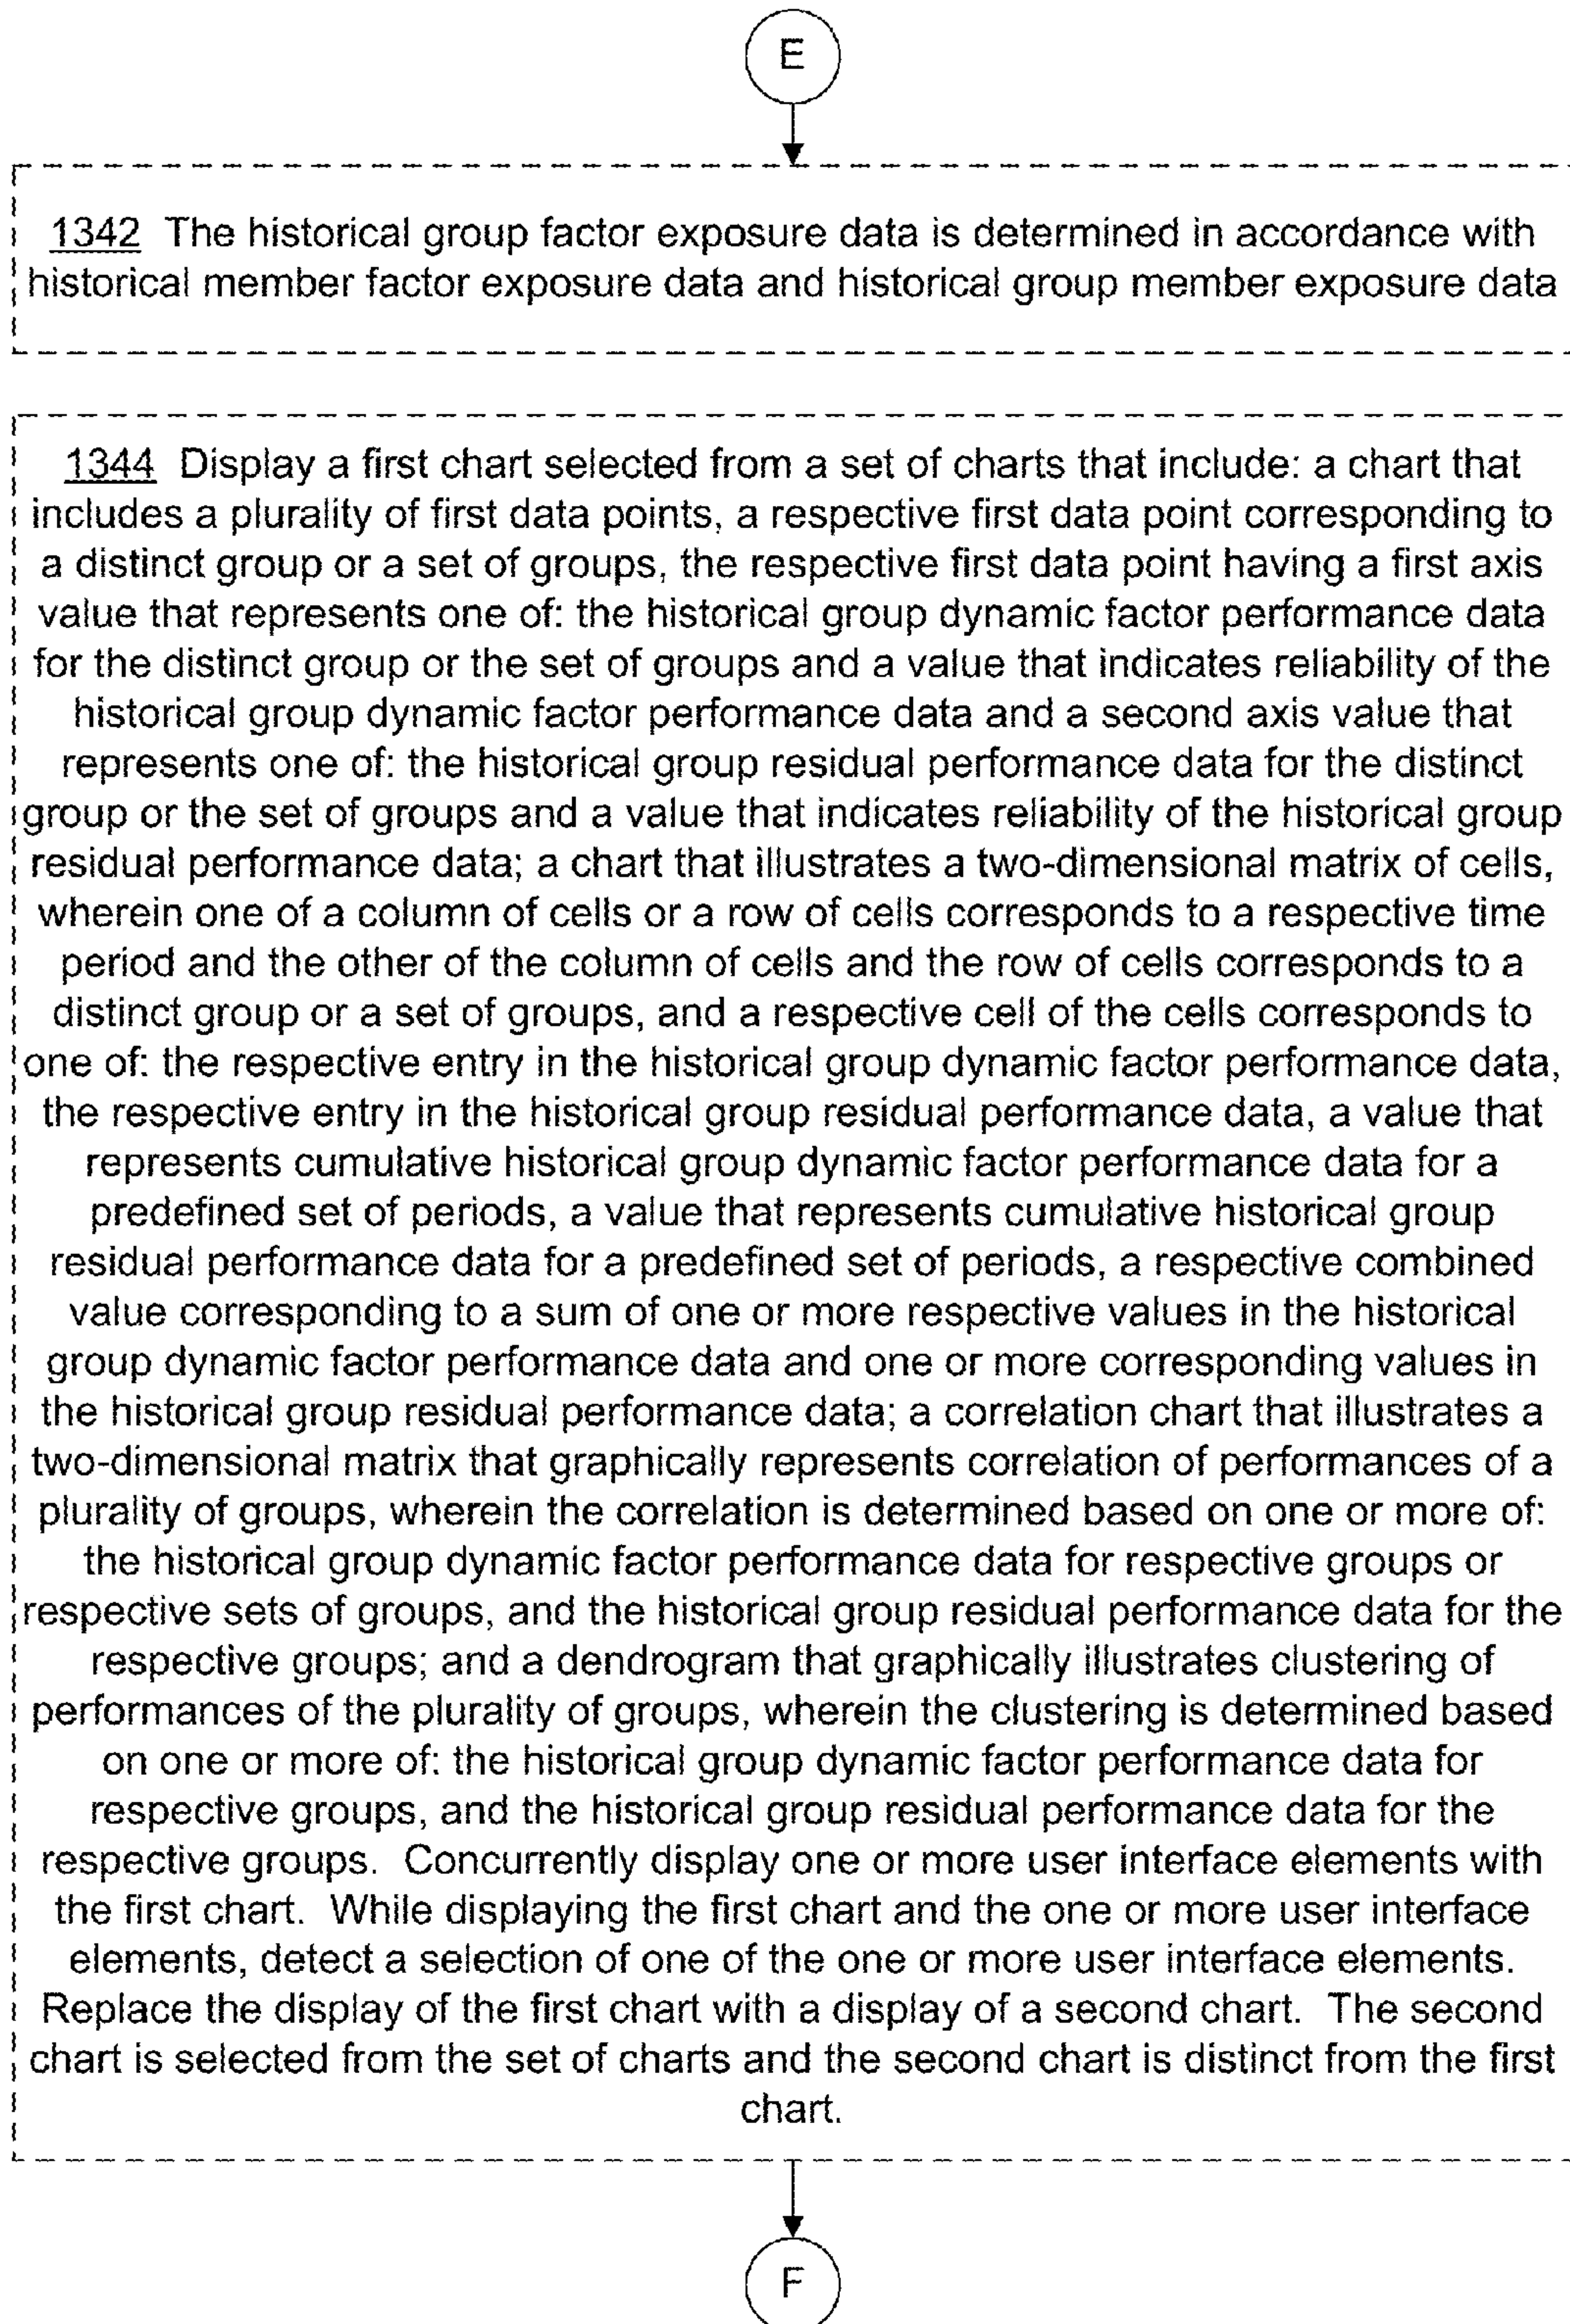 E
1342 The historical group factor exposure data is determined in accordance with
historical member factor exposure data and historical group member exposure data
1344 Display a first chart selected from a set of charts that include: a chart that
includes a plurality of first data points, a respective first data point corresponding to
a distinct group or a set of groups, the respective first data point having a first axis
value that represents one of: the historical group dynamic factor performance data
for the distinct group or the set of groups and a value that indicates reliability of the
historical group dynamic factor performance data and a second axis value that
represents one of: the historical group residual performance data for the distinct
group or the set of groups and a value that indicates reliability of the historical group
residual performance data; a chart that illustrates a two-dimensional matrix of cells,
wherein one of a column of cells or a row of cells corresponds to a respective time
period and the other of the column of cells and the row of cells corresponds to a
distinct group or a set of groups, and a respective cell of the cells corresponds to
one of: the respective entry in the historical group dynamic factor performance data,
the respective entry in the historical group residual performance data, a value that
represents cumulative historical group dynamic factor performance data for a
predefined set of periods, a value that represents cumulative historical group
residual performance data for a predefined set of periods, a respective combined
value corresponding to a sum of one or more respective values in the historical
group dynamic factor performance data and one or more corresponding values in
the historical group residual performance data; a correlation chart that illustrates a
two-dimensional matrix that graphically represents correlation of performances of a
plurality of groups, wherein the correlation is determined based on one or more of:
the historical group dynamic factor performance data for respective groups or
respective sets of groups, and the historical group residual performance data for the
respective groups; and a dendrogram that graphically illustrates clustering of
performances of the plurality of groups, wherein the clustering is determined based
on one or more of: the historical group dynamic factor performance data for
respective groups, and the historical group residual performance data for the
respective groups. Concurrently display one or more user interface elements with
the first chart. While displaying the first chart and the one or more user interface
elements, detect a selection of one of the one or more user interface elements.
Replace the display of the first chart with a display of a second chart. The second
chart is selected from the set of charts and the second chart is distinct from the first
chart.
F